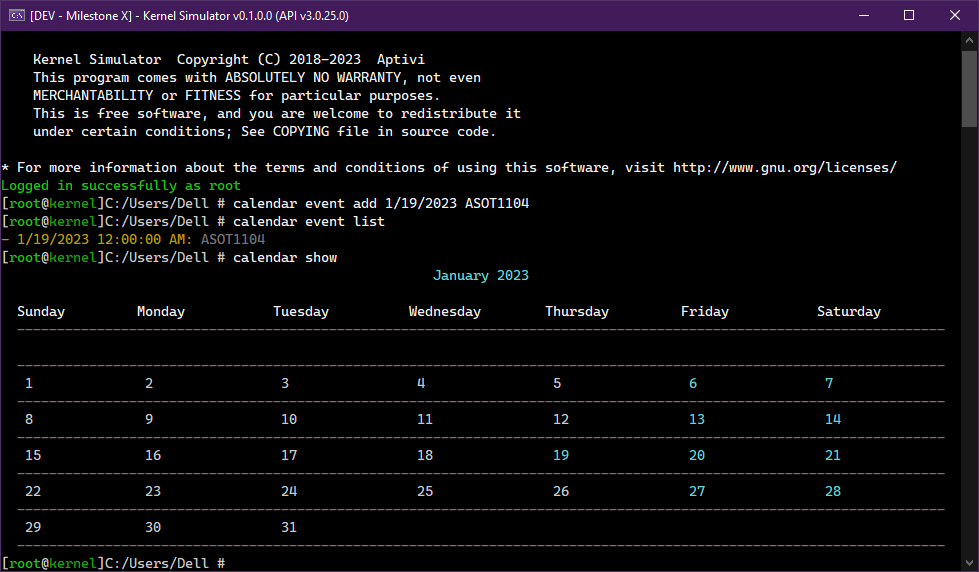 [DEV - Milestone X] - Kernel Simulator v0.1.0.0 (API v3.0.25.0)
Kernel Simulator  Copyright (C) 2018-2023  Aptivi
This program comes with ABSOLUTELY NO WARRANTY, not even
MERCHANTABILITY or FITNESS for particular purposes.
This is free software, and you are welcome to redistribute it
under certain conditions; See COPYING file in source code.
* For more information about the terms and conditions of using this software, visit http://www.gnu.org/licenses/
Logged in successfully as root
[root@kernel]C:/Users/Dell # calendar event add 1/19/2023 ASOT1104
[root@kernel]C:/Users/Dell # calendar event list
- 1/19/2023 12:00:00 AM: ASOT1104
[root@kernel]C:/Users/Dell # calendar show
January 2023
Sunday Monday Tuesday Wednesday Thursday Friday Saturday
1 2 3 4 5 6 7
8 9 10 11 12 13 14
15 16 17 18 19 20 21
22 23 24 25 26 27 28
29 30 31
[root@kernel]C:/Users/Dell #